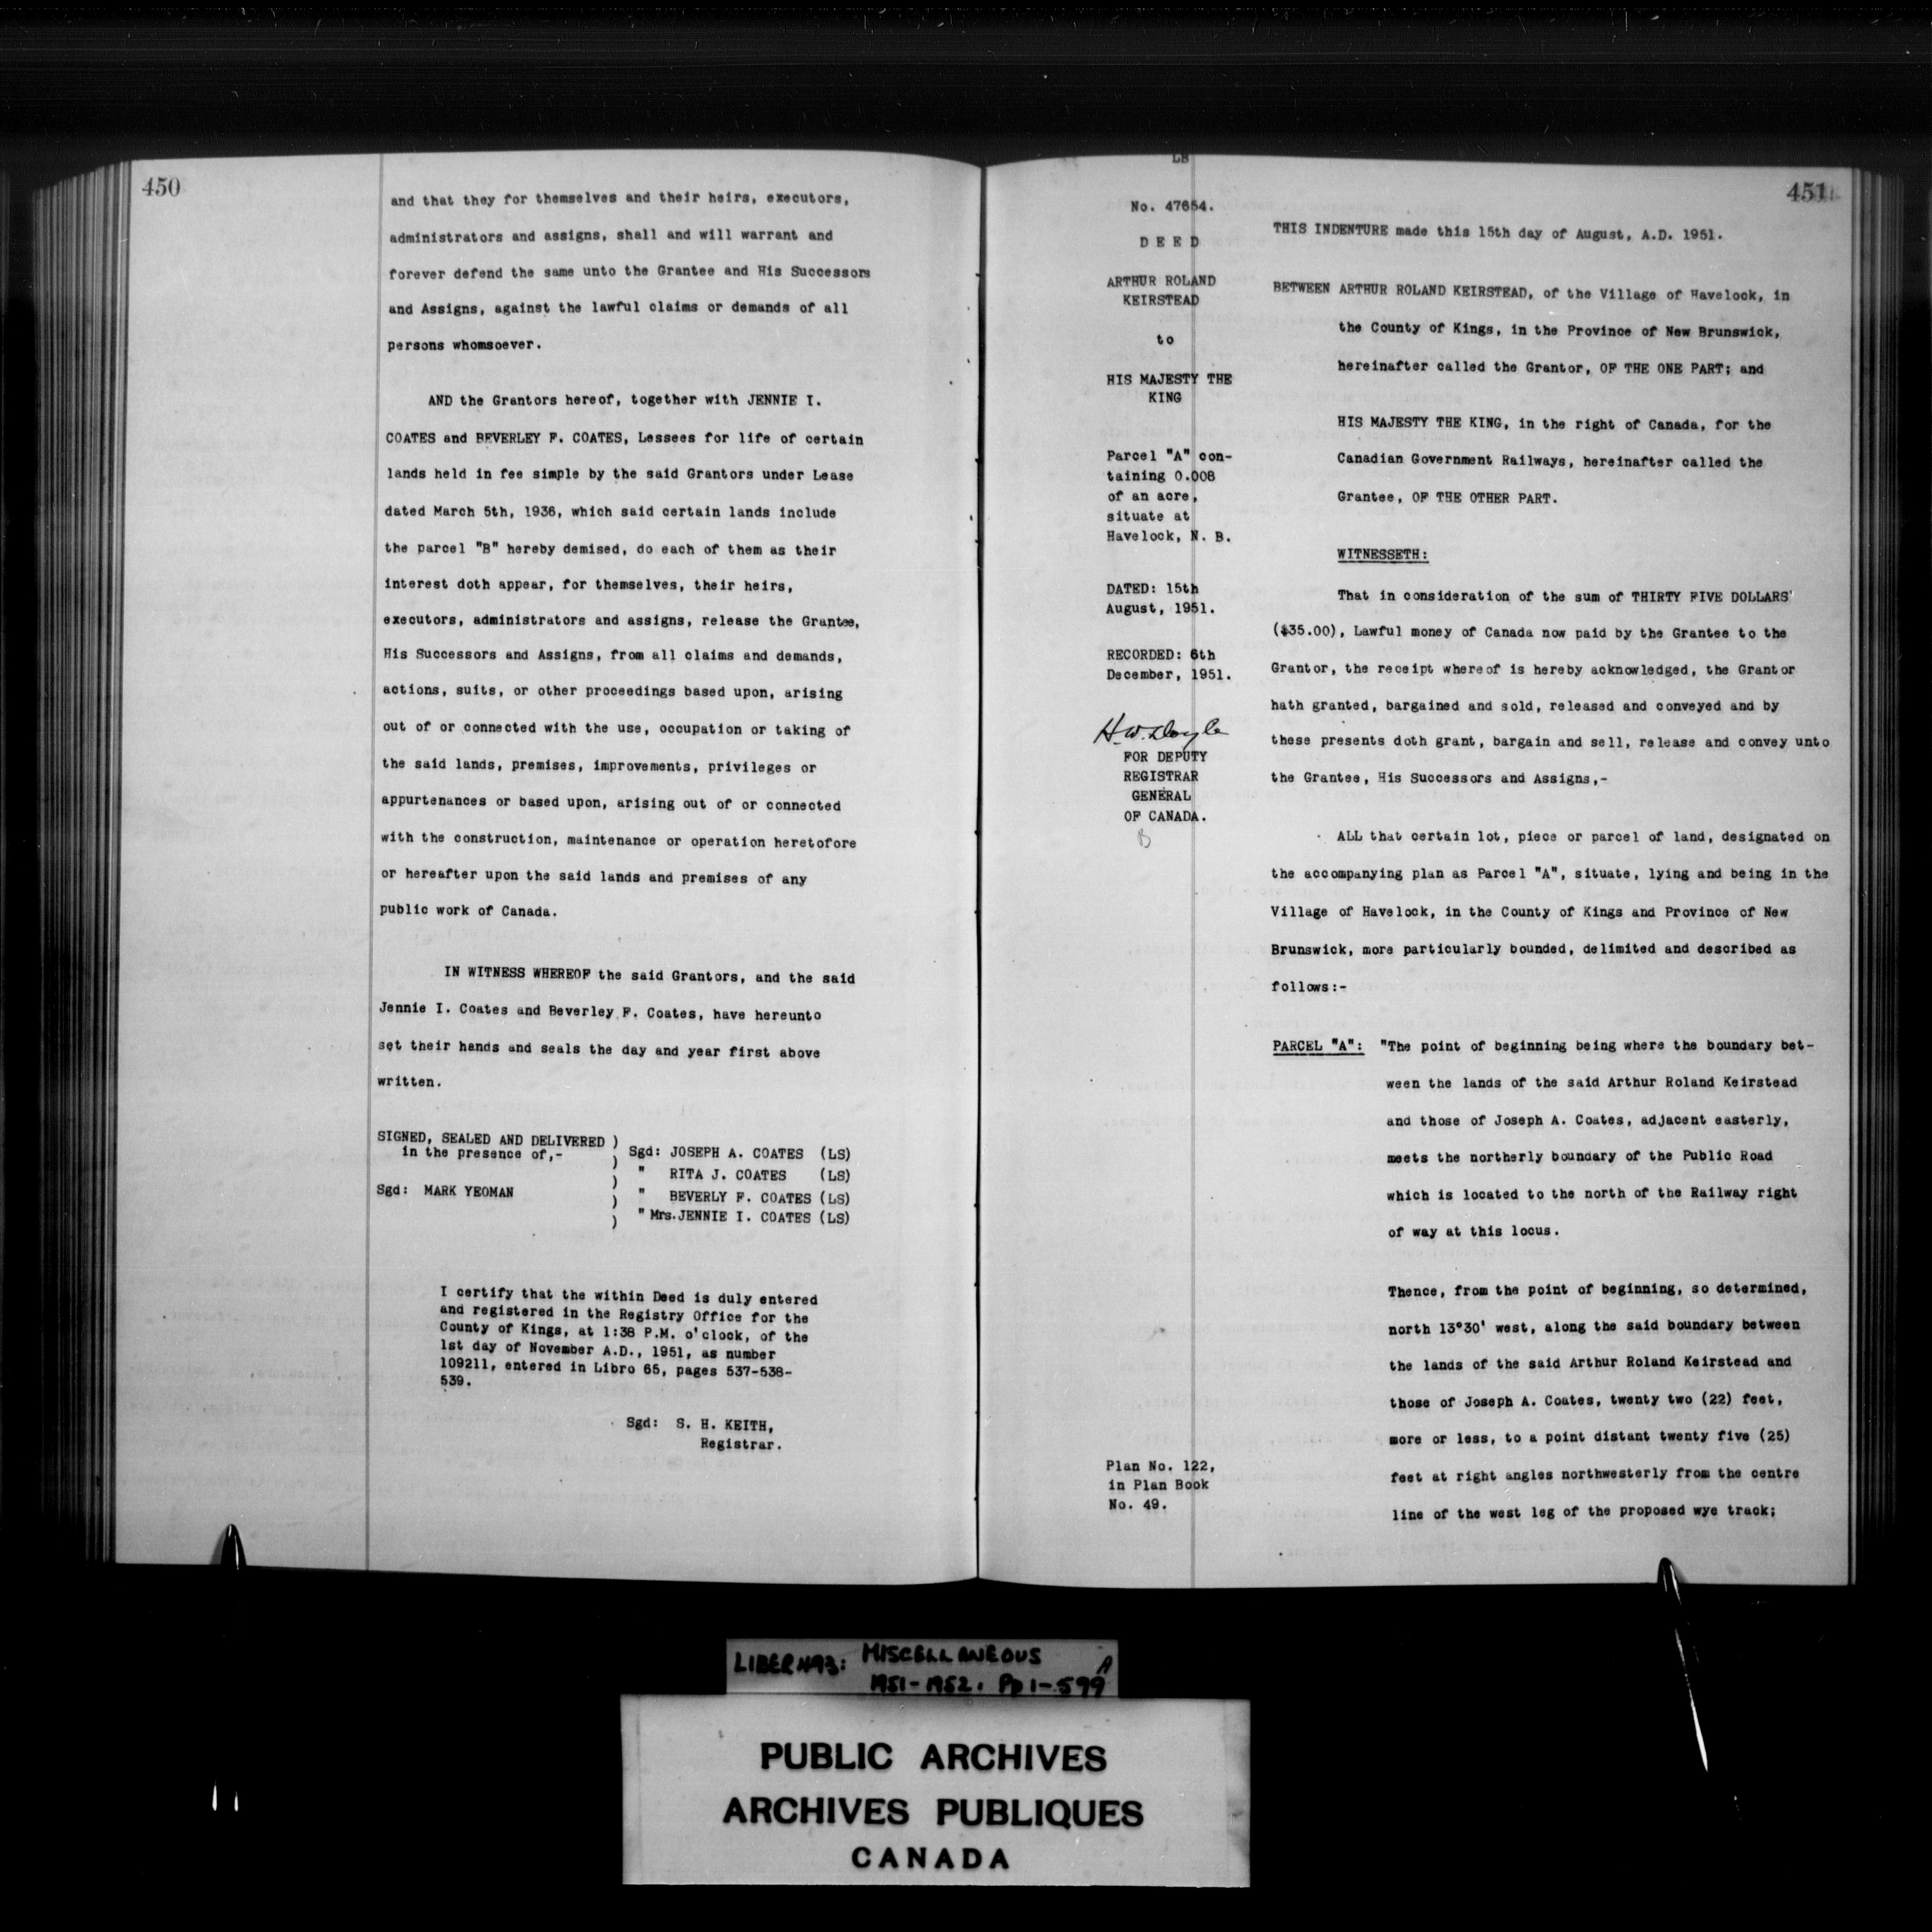 450
and that they for themselves and their heirs, executors,
administrators and assigns, shall and will warrant and
forever defend the same unto the Grantee and His Successors
and Assigns, against the lawful claims or demands of all
persons whomsoever.
AND the Grantors hereof, together with JENNIE I.
COATES and BEVERLEY F. COATES, Lessees for life of certain
lands held in fee simple by the said Grantors under Lease
dated March 5th, 1936, which said certain lands include
the parcel "B" hereby demised, do each of them as their
interest doth appear, for themselves, their heirs,
executors, administrators and assigns, release the Grantee,
His Successors and Assigns, from all claims and demands,
actions, suits, or other proceedings based upon, arising
out of or connected with the use, occupation or taking of
the said lands, premises, improvements, privileges or
appurtenances or based upon, arising out of or connected
with the construction, maintenance or operation heretofore
or hereafter upon the said lands and premises of any
public work of Canada.
IN WITNESS WHEREOF the said Grantors, and the said
Jennie I. Coates and Beverley F. Coates, have hereunto
set their hands and seals the day and year first above
written.
SIGNED, SEALED AND DELIVERED )
in the presence of,- ) Sgd: JOSEPH A. COATES (LS)
) " RITA J. COATES (LS)
Sgd: MARK YEOMAN ) " BEVERLY F. COATES (LS)
) " Mrs. JENNIE I. COATES (LS)
I certify that the within Deed is duly entered
and registered in the Registry Office for the
County of Kings, at 1:38 P.M. o'clock, of the
1st day of November A.D., 1951, as number
109211, entered in Libro 65, pages 537-538-
539.
Sgd: S. H. KEITH,
Registrar.
LB
451
No. 47654.
DEED
ARTHUR ROLAND
KEIRSTEAD
to
HIS MAJESTY THE
KING
Parcel "A" con-
taining 0.008
of an acre,
situate at
Havelock, N. B.
DATED: 15th
August, 1951.
RECORDED: 6th
December, 1951.
H.W. Doyle
FOR DEPUTY
REGISTRAR
GENERAL
OF CANADA.
B
Plan No. 122,
in Plan Book
No. 49.
THIS INDENTURE made this 15th day of August, A.D. 1951.
BETWEEN ARTHUR ROLAND KEIRSTEAD, of the Village of Havelock, in
the County of Kings, in the Province of New Brunswick,
hereinafter called the Grantor, OF THE ONE PART; and
HIS MAJESTY THE KING, in the right of Canada, for the
Canadian Government Railways, hereinafter called the
Grantee, OF THE OTHER PART.
WITNESSETH:
That in consideration of the sum of THIRTY FIVE DOLLARS
($35.00), Lawful money of Canada now paid by the Grantee to the
Grantor, the receipt whereof is hereby acknowledged, the Grantor
hath granted, bargained and sold, released and conveyed and by
these presents doth grant, bargain and sell, release and convey unto
the Grantee, His Successors and Assigns,-
ALL that certain lot, piece or parcel of land, designated on
the accompanying plan as Parcel "A", situate, lying and being in the
Village of Havelock, in the County of Kings and Province of New
Brunswick, more particularly bounded, delimited and described as
follows:-
PARCEL "A": "The point of beginning being where the boundary bet-
ween the lands of the said Arthur Roland Keirstead
and those of Joseph A. Coates, adjacent easterly,
meets the northerly boundary of the Public Road
which is located to the north of the Railway right
of way at this locus.
Thence, from the point of beginning, so determined,
north 13°30' west, along the said boundary between
the lands of the said Arthur Roland Keirstead and
those of Joseph A. Coates, twenty two (22) feet,
more or less, to a point distant twenty five (25)
feet at right angles northwesterly from the centre
line of the west leg of the proposed wye track;
LIBER 493: MISCELLANEOUS A
1951-1952. Pp 1-599
PUBLIC ARCHIVES
ARCHIVES PUBLIQUES
CANADA